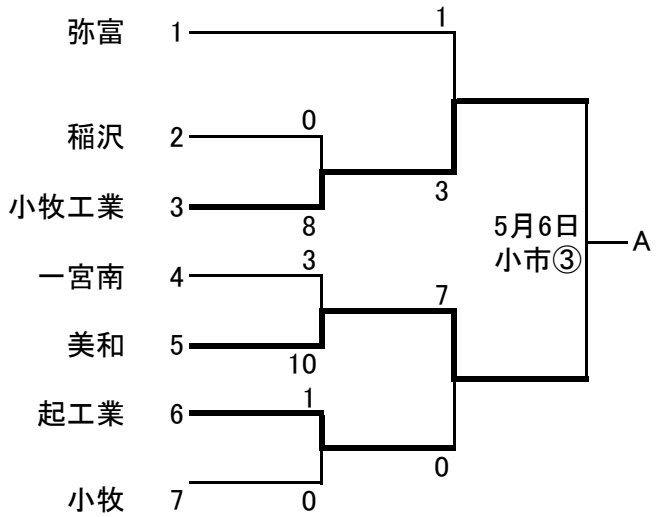 弥富 1 1
稲沢 2 0
小牧工業 3 8 3
5月6日
小市③
A
一宮南 4 3 7
美和 5 10
起工業 6 1 0
小牧 7 0